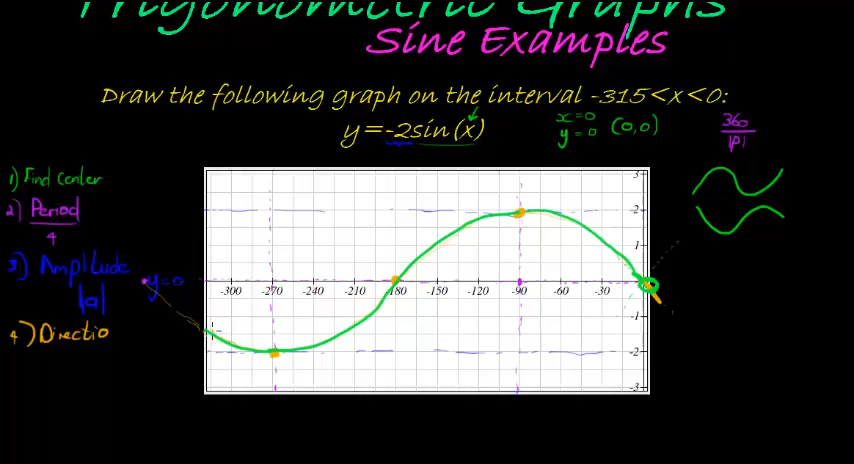 Trigonometric Graphs
Sine Examples
Draw the following graph on the interval -315<x<0:
y=-2sin(x)
x=0
y=0
(0,0)
360
|P|
1) Find Center
2) Period
4
3) Amplitude
|a|
y=0
4) Directio
3
2
1
-300 -270 -240 -210 -180 -150 -120 -90 -60 -30
-1
-2
-3